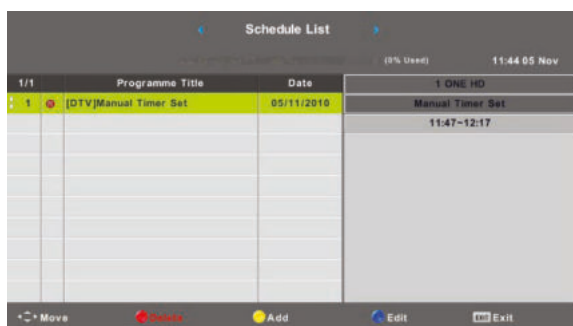 Schedule List
(0% Used) 11:44 05 Nov
1/1 Programme Title Date 1 ONE HD
1 [DTV]Manual Timer Set 05/11/2010 Manual Timer Set
11:47~12:17
Move Delete Add Edit EXIT Exit